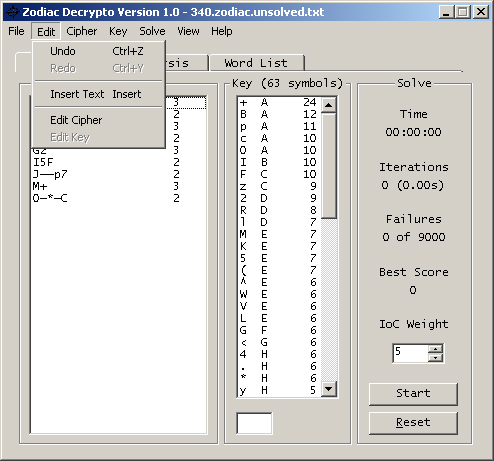 Zodiac Decrypto Version 1.0 - 340.zodiac.unsolved.txt
File Edit Cipher Key Solve View Help
Undo Ctrl+Z
Redo Ctrl+Y
Insert Text Insert
Edit Cipher
Edit Key
Word List
3
2
3
2
G2 3
I5F 2
J——p7 2
M+ 3
O—*—C 2
Key (63 symbols)
+ A 24
B A 12
p A 11
c A 10
O A 10
I B 10
F C 10
z C 9
2 D 9
R D 8
l D 7
M E 7
K E 7
5 E 7
( E 7
^ E 6
W E 6
V E 6
L E 6
G F 6
< G 6
4 H 6
. H 6
* H 6
y H 5
Solve
Time
00:00:00
Iterations
0 (0.00s)
Failures
0 of 9000
Best Score
0
IoC Weight
5
Start
Reset